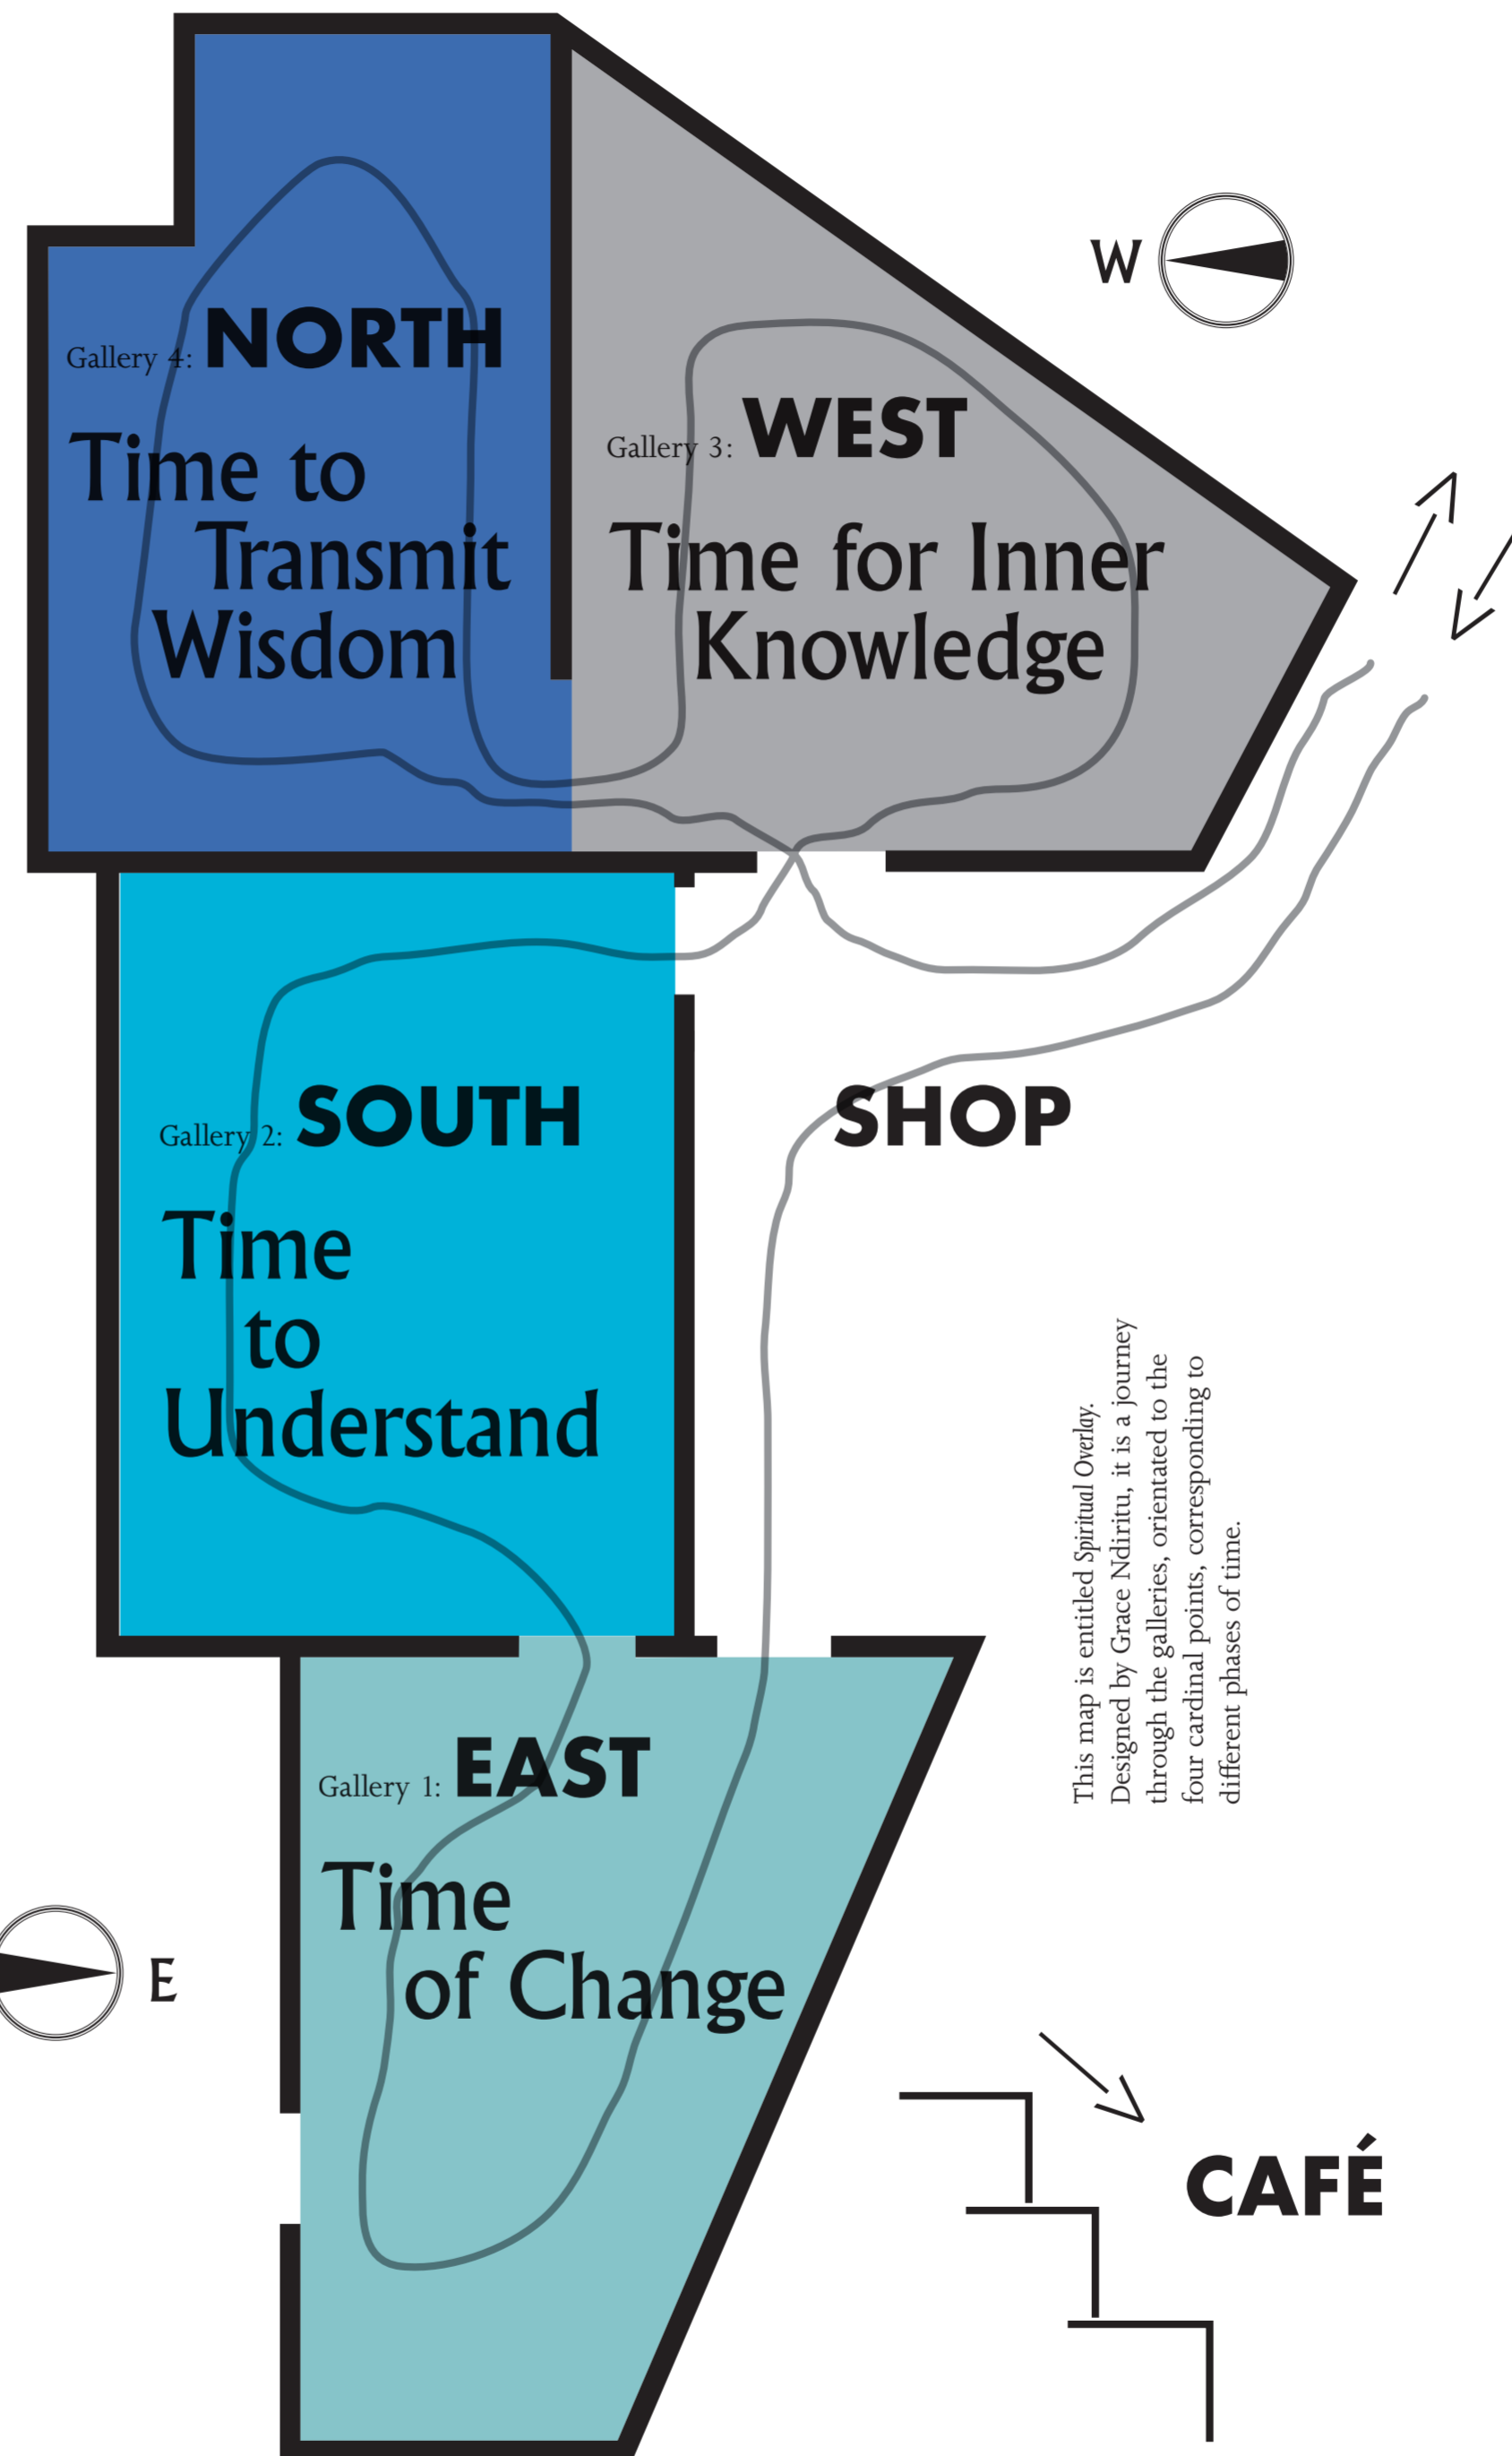 Gallery 4: NORTH
Time to
Transmit
Wisdom
W
Gallery 3: WEST
Time for Inner
Knowledge
Gallery 2: SOUTH
Time
to
Understand
SHOP
This map is entitled Spiritual Overlay.
Designed by Grace Ndiritu, it is a journey
through the galleries, orientated to the
four cardinal points, corresponding to
different phases of time.
Gallery 1: EAST
Time
of Change
E
CAFÉ